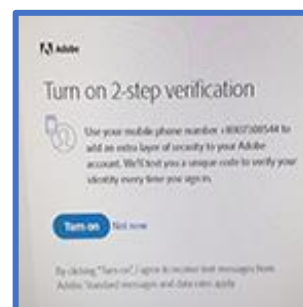 Adobe
Turn on 2-step verification
Use your mobile phone number to
add an extra layer of security to your Adobe
account. We'll text you a unique code to verify your
identity every time you sign in.
Turn on Not now
By clicking "Turn on", I agree to receive text messages from
Adobe. Standard messages and data rates apply.